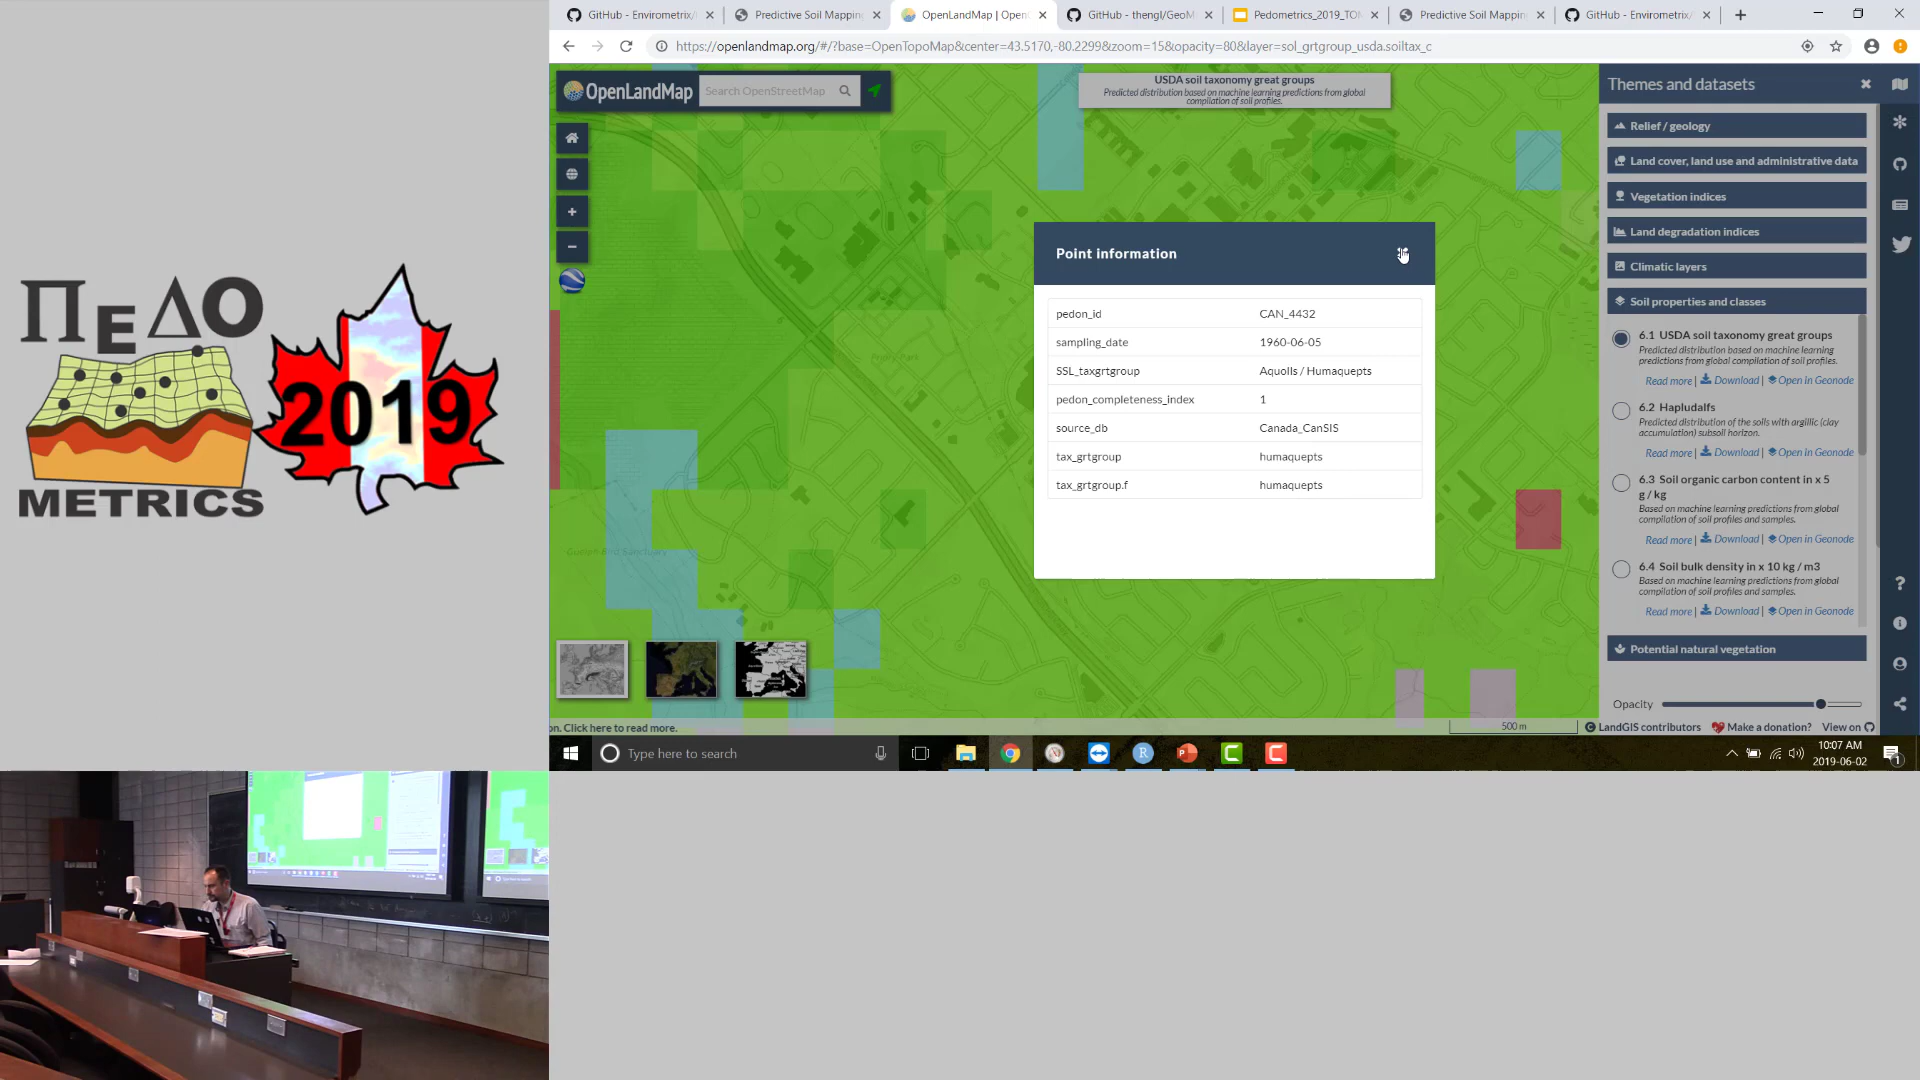 ΠΕΔΟ
METRICS
2019
GitHub - Envirometrix/
Predictive Soil Mapping
OpenLandMap | Open
GitHub - thengl/GeoM
Pedometrics_2019_TOM
Predictive Soil Mapping
GitHub - Envirometrix/
https://openlandmap.org/#/?base=OpenTopoMap&center=43.5170,-80.2299&zoom=15&opacity=80&layer=sol_grtgroup_usda.soiltax_c
OpenLandMap
Search OpenStreetMap
USDA soil taxonomy great groups
Predicted distribution based on machine learning predictions from global
compilation of soil profiles.
Point information
pedon_id CAN_4432
sampling_date 1960-06-05
SSL_taxgrtgroup Aquolls / Humaquepts
pedon_completeness_index 1
source_db Canada_CanSIS
tax_grtgroup humaquepts
tax_grtgroup.f humaquepts
Themes and datasets
Relief / geology
Land cover, land use and administrative data
Vegetation indices
Land degradation indices
Climatic layers
Soil properties and classes
6.1 USDA soil taxonomy great groups
Predicted distribution based on machine learning
predictions from global compilation of soil profiles.
Read more | Download | Open in Geonode
6.2 Hapludalfs
Predicted distribution of the soils with argillic (clay
accumulation) subsoil horizon.
Read more | Download | Open in Geonode
6.3 Soil organic carbon content in x 5
g / kg
Based on machine learning predictions from global
compilation of soil profiles and samples.
Read more | Download | Open in Geonode
6.4 Soil bulk density in x 10 kg / m3
Based on machine learning predictions from global
compilation of soil profiles and samples.
Read more | Download | Open in Geonode
Potential natural vegetation
Opacity
on. Click here to read more.
500 m
LandGIS contributors
Make a donation?
View on
Type here to search
10:07 AM
2019-06-02